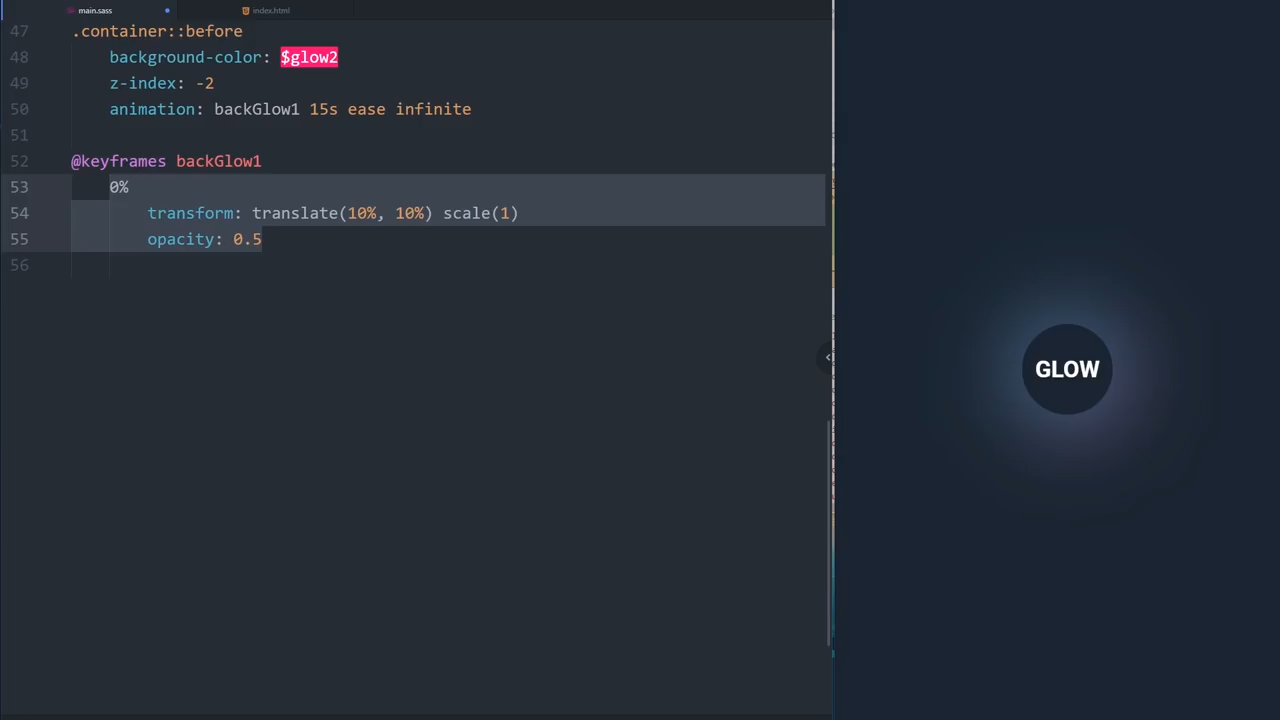 main.sass
index.html
47 .container::before
48 background-color: $glow2
49 z-index: -2
50 animation: backGlow1 15s ease infinite
51
52 @keyframes backGlow1
53 0%
54 transform: translate(10%, 10%) scale(1)
55 opacity: 0.5
56
GLOW